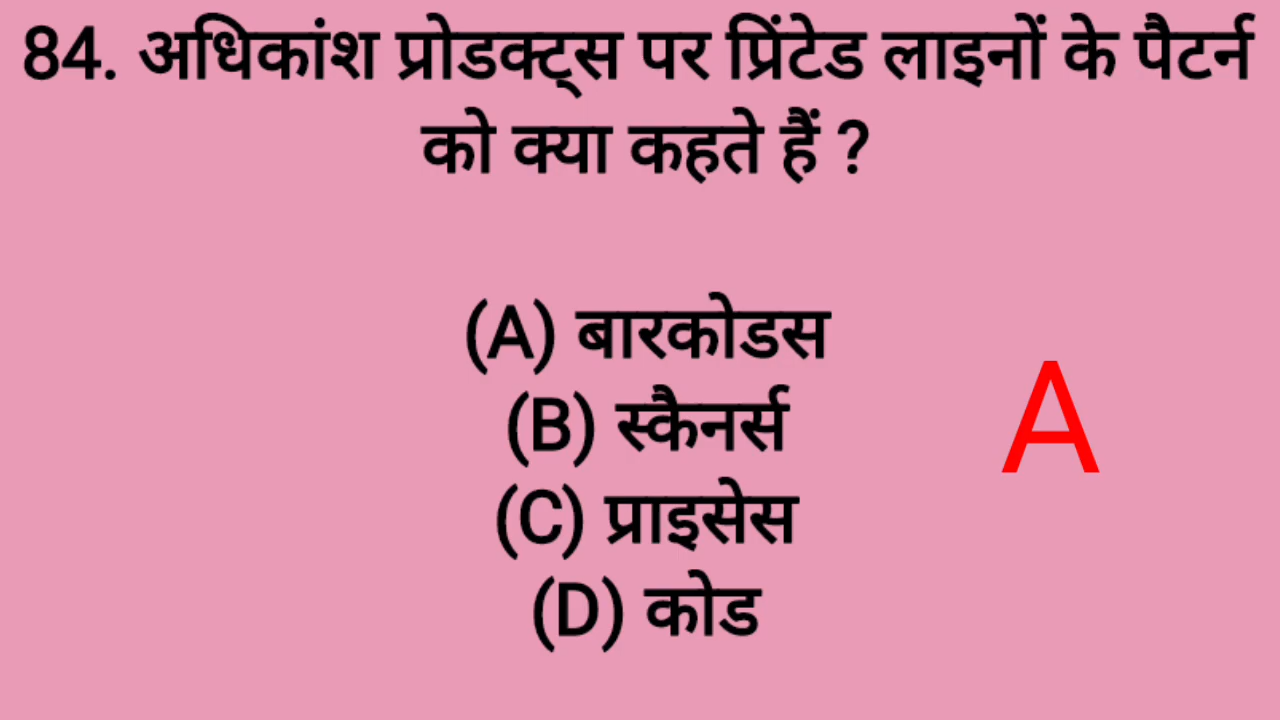 84. अधिकांश प्रोडक्ट्स पर प्रिंटेड लाइनों के पैटर्न
को क्या कहते हैं ?
(A) बारकोडस
(B) स्कैनर्स
(C) प्राइसेस
(D) कोड
A